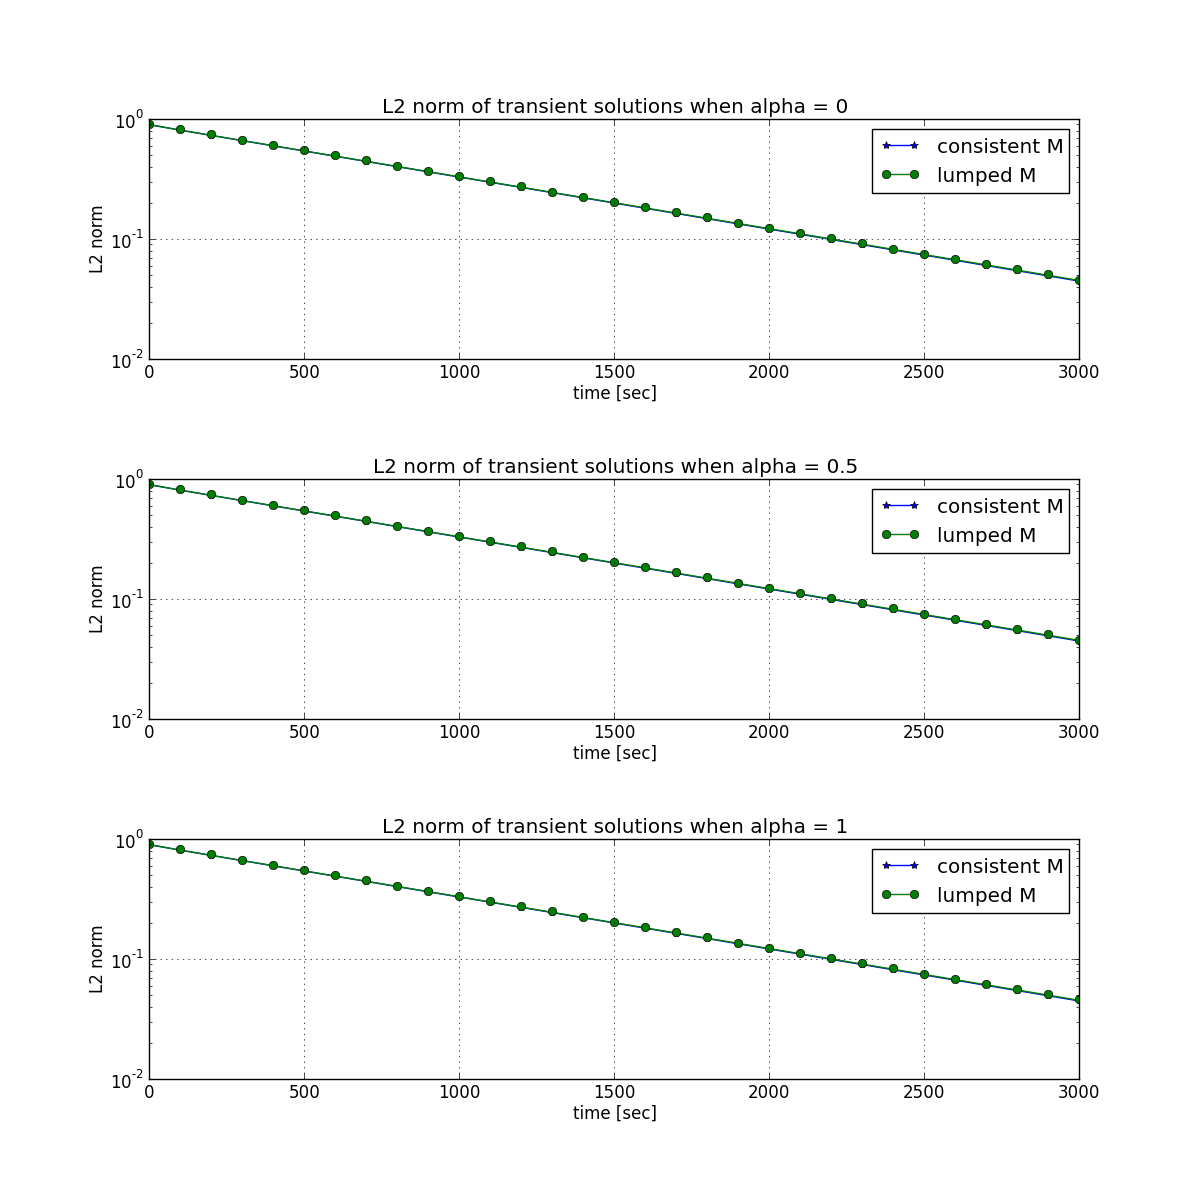 L2 norm of transient solutions when alpha = 0
10^0
10^-1
10^-2
L2 norm
consistent M
lumped M
0 500 1000 1500 2000 2500 3000
time [sec]
L2 norm of transient solutions when alpha = 0.5
10^0
10^-1
10^-2
L2 norm
consistent M
lumped M
0 500 1000 1500 2000 2500 3000
time [sec]
L2 norm of transient solutions when alpha = 1
10^0
10^-1
10^-2
L2 norm
consistent M
lumped M
0 500 1000 1500 2000 2500 3000
time [sec]